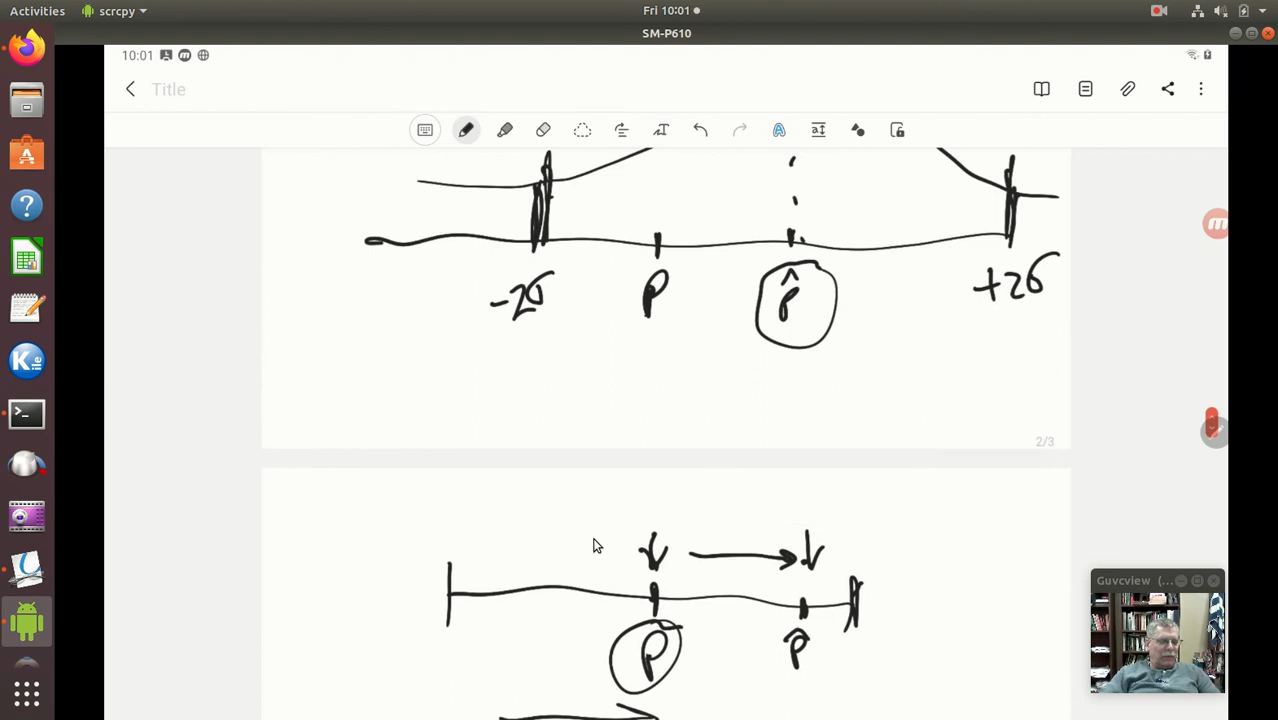 Activities scrcpy Fri 10:01
SM-P610
10:01
Title
-2σ p p̂ +2σ
2/3
p p̂
Guvcview (...